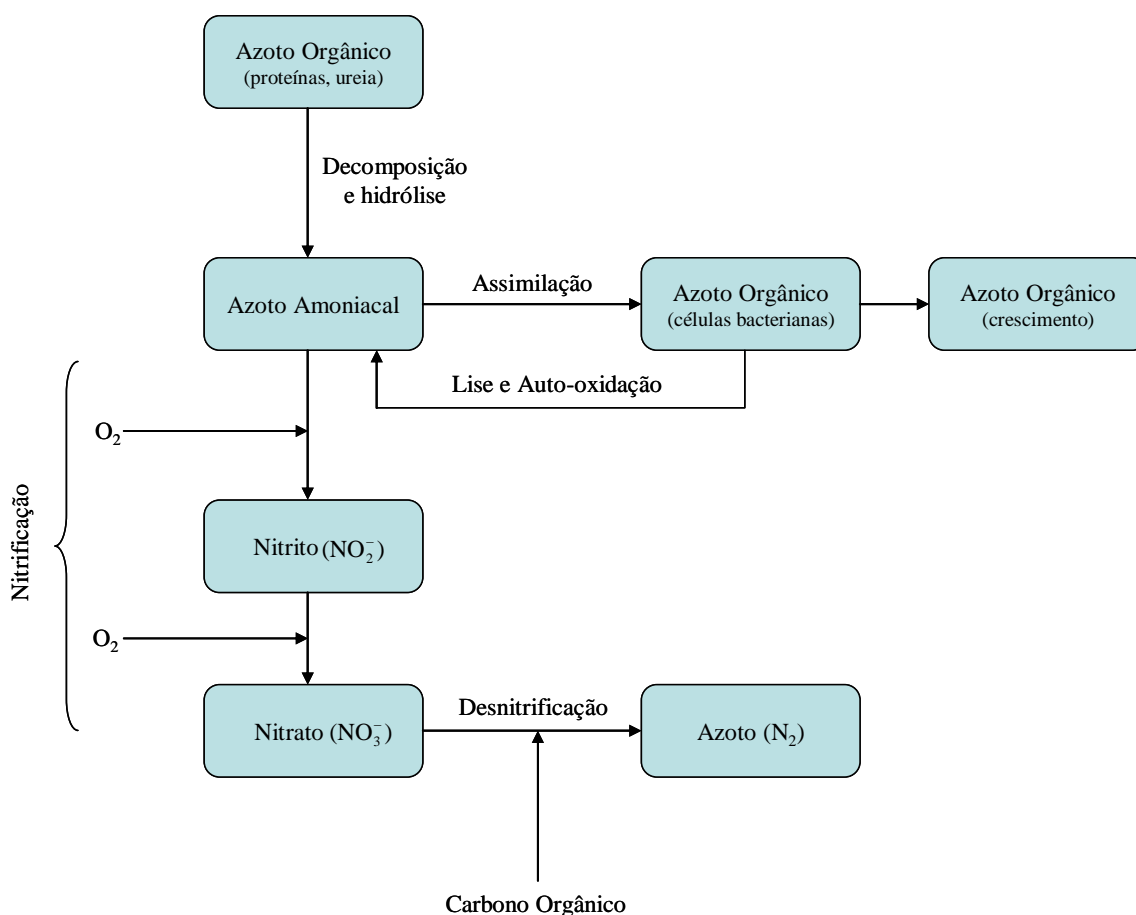 Azoto Orgânico
(proteínas, ureia)
Decomposição
e hidrólise
Azoto Amoniacal
Assimilação
Azoto Orgânico
(células bacterianas)
Azoto Orgânico
(crescimento)
Lise e Auto-oxidação
O₂
Nitrificação
Nitrito (NO₂⁻)
O₂
Nitrato (NO₃⁻)
Desnitrificação
Azoto (N₂)
Carbono Orgânico